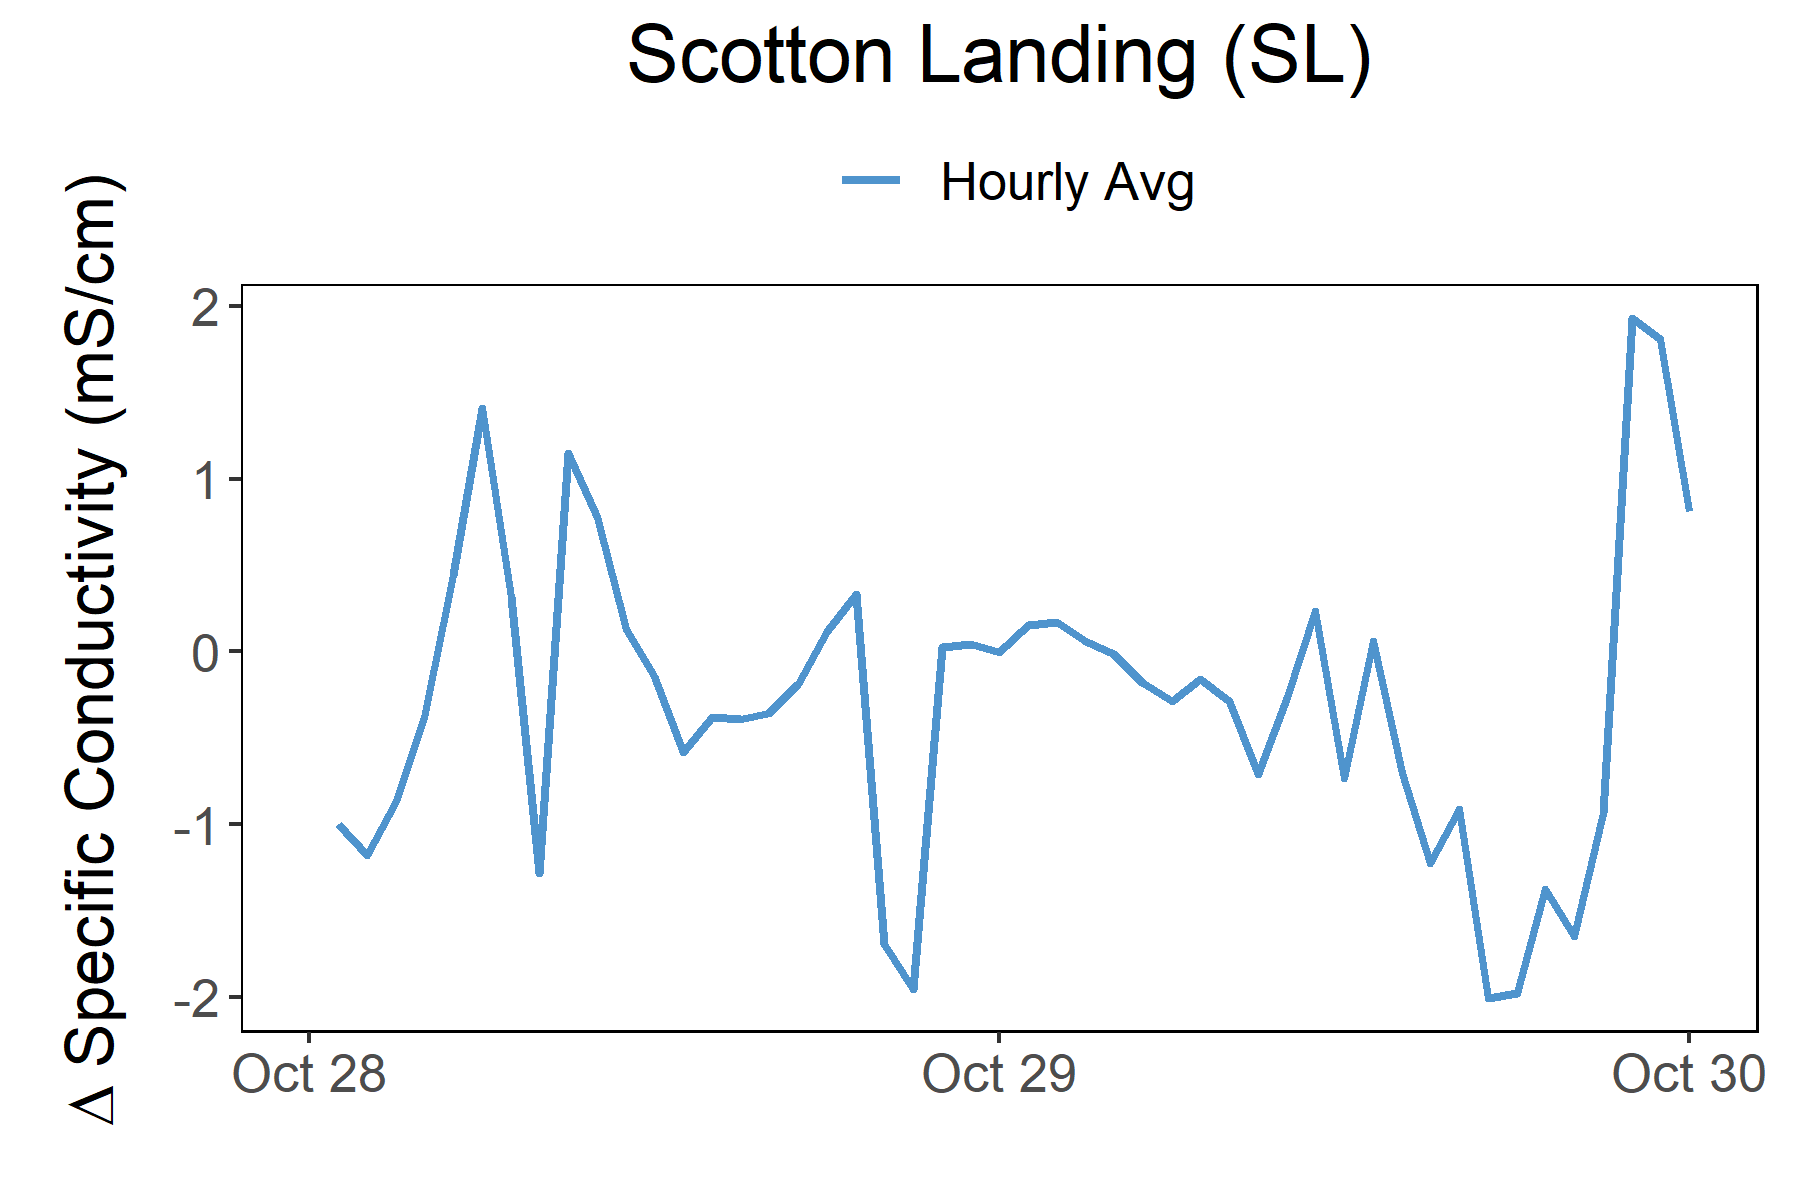 Scotton Landing (SL)
Hourly Avg
Δ Specific Conductivity (mS/cm)
2
1
0
-1
-2
Oct 28
Oct 29
Oct 30